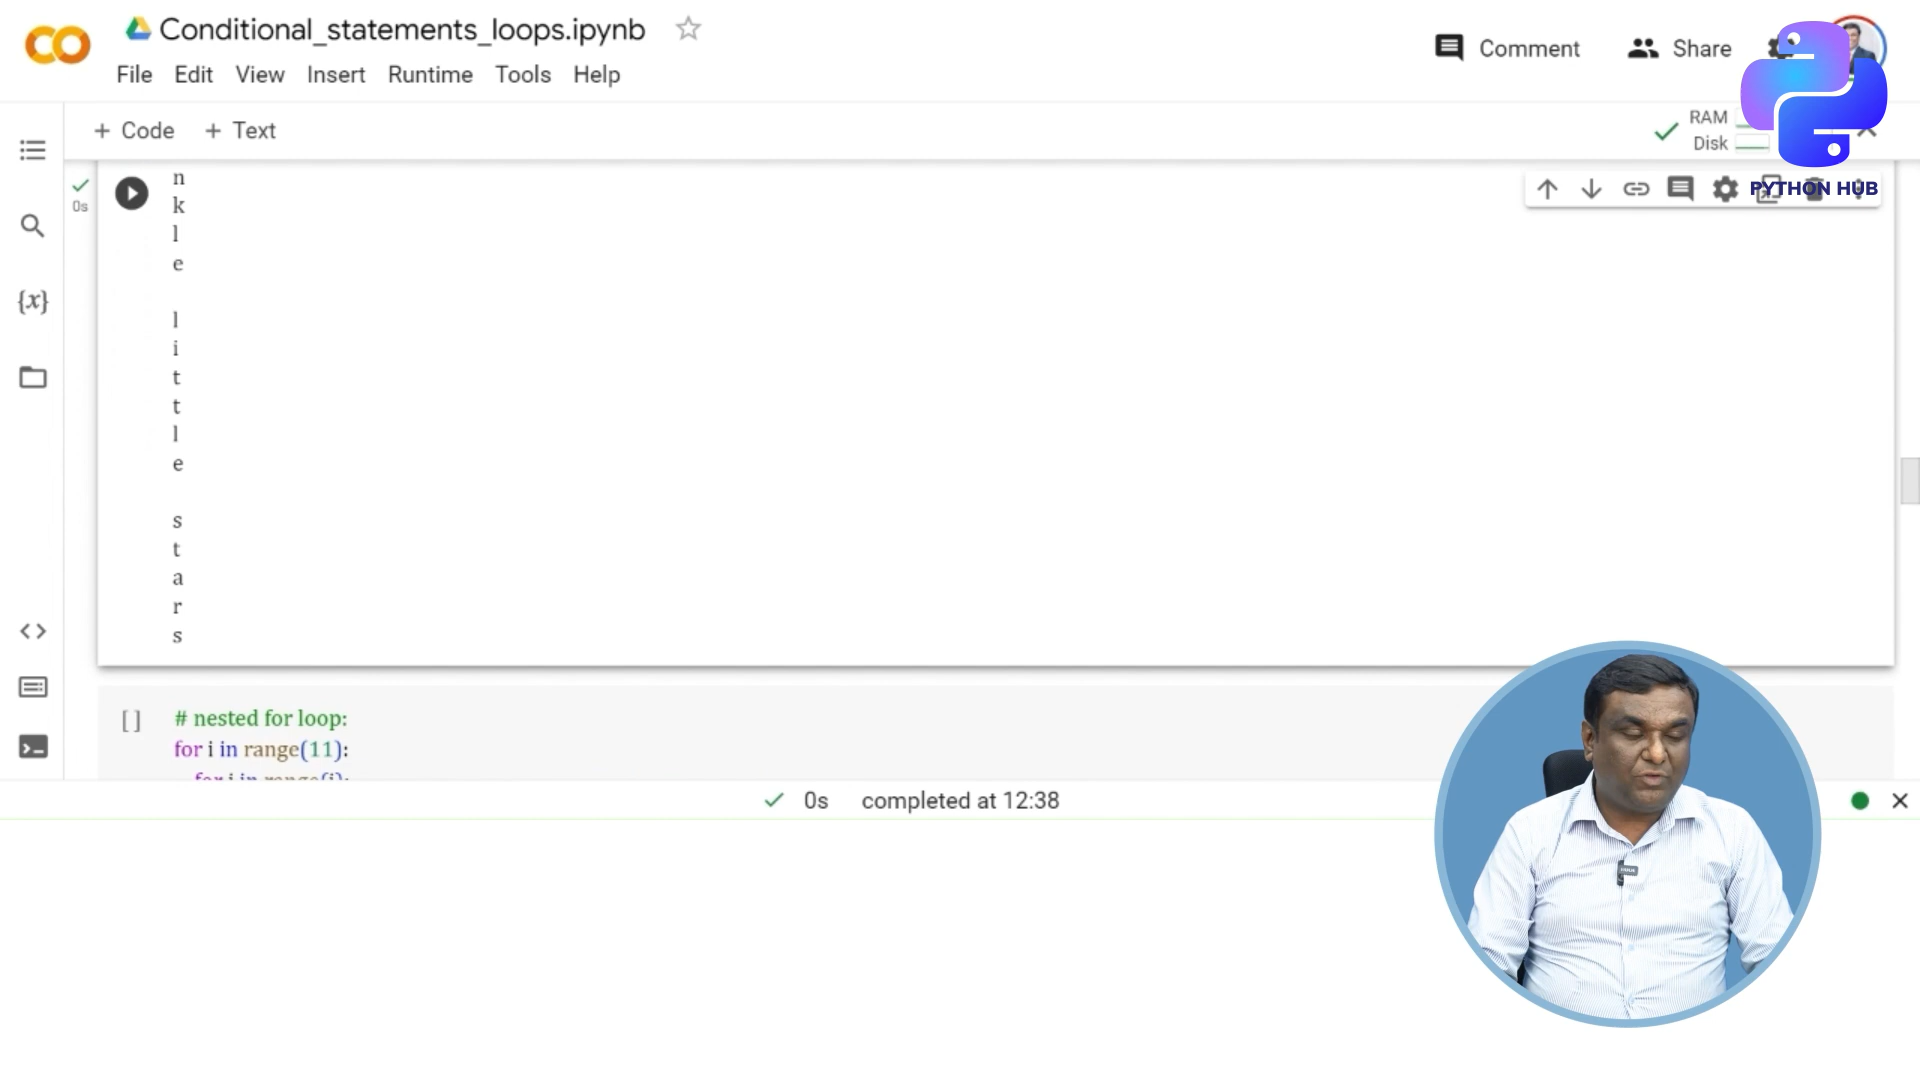 Conditional_statements_loops.ipynb
File Edit View Insert Runtime Tools Help
Comment Share
+ Code + Text
RAM
Disk
PYTHON HUB
0s
n
k
l
e
l
i
t
t
l
e
s
t
a
r
s
{x}
[ ] # nested for loop:
for i in range(11):
0s completed at 12:38